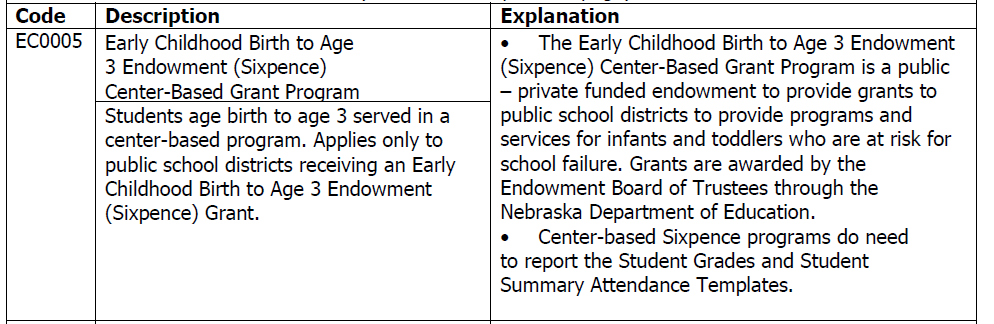 Code Description Explanation
EC0005 Early Childhood Birth to Age
3 Endowment (Sixpence)
Center-Based Grant Program
Students age birth to age 3 served in a
center-based program. Applies only to
public school districts receiving an Early
Childhood Birth to Age 3 Endowment
(Sixpence) Grant.
• The Early Childhood Birth to Age 3 Endowment
(Sixpence) Center-Based Grant Program is a public
– private funded endowment to provide grants to
public school districts to provide programs and
services for infants and toddlers who are at risk for
school failure. Grants are awarded by the
Endowment Board of Trustees through the
Nebraska Department of Education.
• Center-based Sixpence programs do need
to report the Student Grades and Student
Summary Attendance Templates.